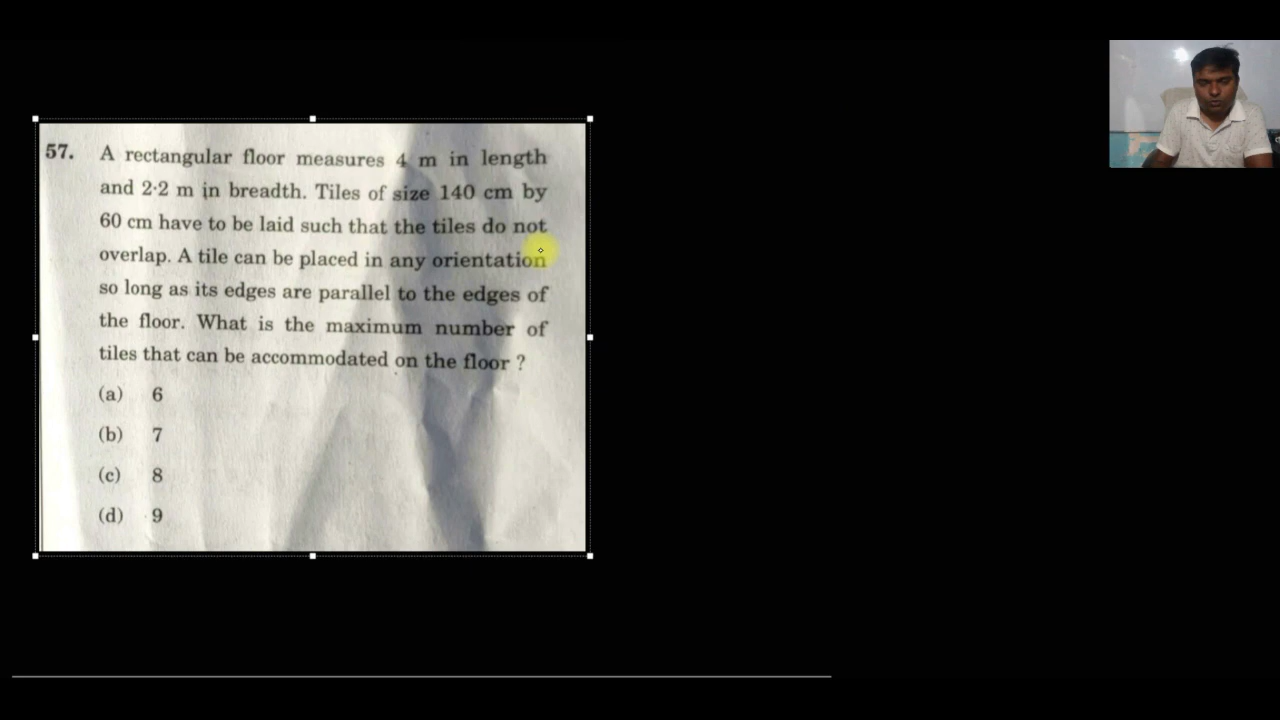 57. A rectangular floor measures 4 m in length
and 2·2 m in breadth. Tiles of size 140 cm by
60 cm have to be laid such that the tiles do not
overlap. A tile can be placed in any orientation
so long as its edges are parallel to the edges of
the floor. What is the maximum number of
tiles that can be accommodated on the floor ?
(a) 6
(b) 7
(c) 8
(d) 9